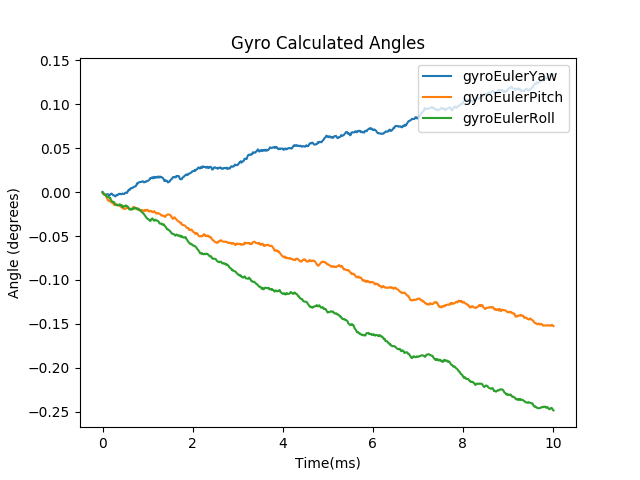 Gyro Calculated Angles
gyroEulerYaw
gyroEulerPitch
gyroEulerRoll
0.15
0.10
0.05
0.00
−0.05
−0.10
−0.15
−0.20
−0.25
Angle (degrees)
0 2 4 6 8 10
Time(ms)